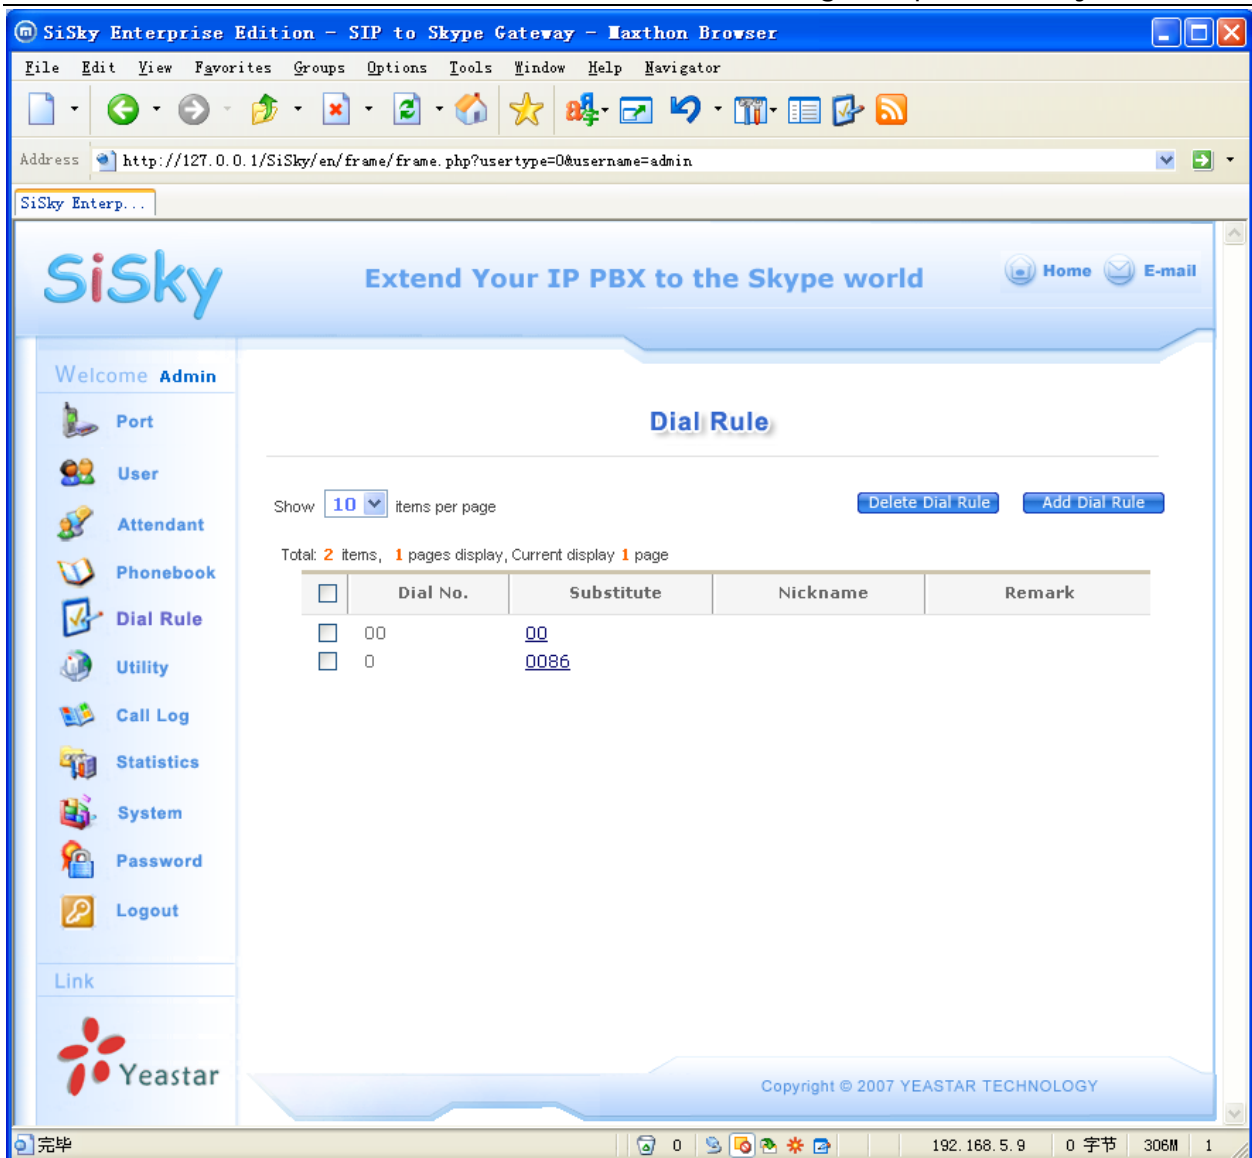 SiSky Enterprise Edition - SIP to Skype Gateway - Maxthon Browser
File Edit View Favorites Groups Options Tools Window Help Navigator
Address http://127.0.0.1/SiSky/en/frame/frame.php?usertype=0&username=admin
SiSky Enterp...
SiSky
Extend Your IP PBX to the Skype world
Home E-mail
Welcome Admin
Port
User
Attendant
Phonebook
Dial Rule
Utility
Call Log
Statistics
System
Password
Logout
Link
Yeastar
Dial Rule
Show 10 items per page
Delete Dial Rule Add Dial Rule
Total: 2 items, 1 pages display, Current display 1 page
Dial No. Substitute Nickname Remark
00 00
0 0086
Copyright © 2007 YEASTAR TECHNOLOGY
完毕 0 192.168.5.9 0 字节 306M 1